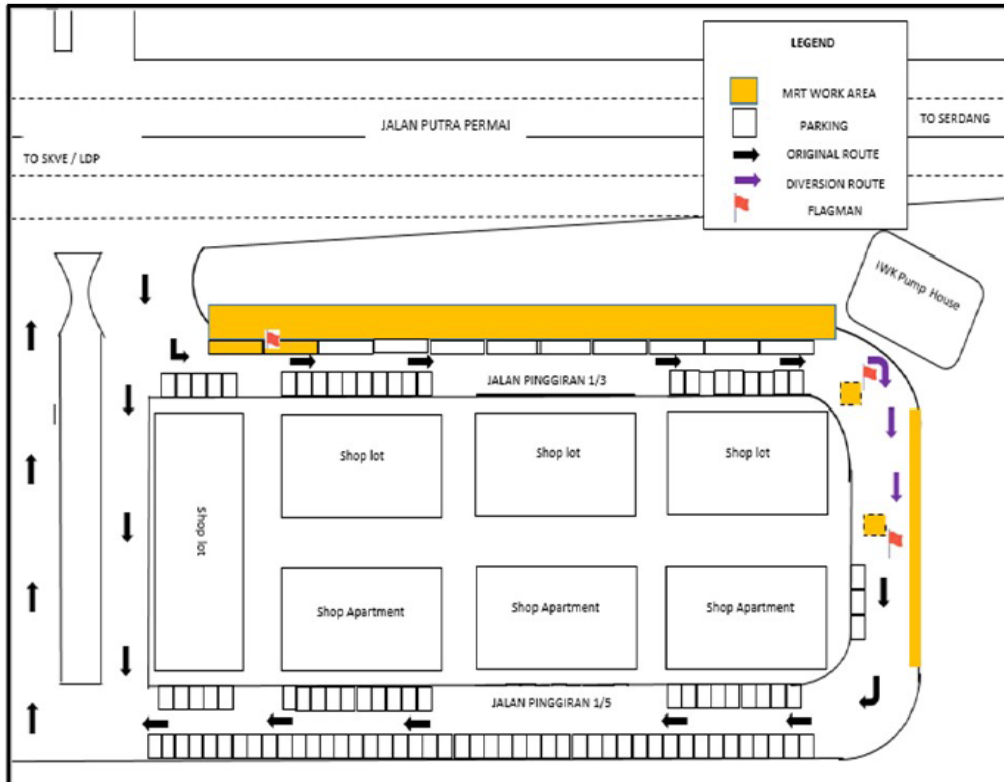 LEGEND
MRT WORK AREA
PARKING
ORIGINAL ROUTE
DIVERSION ROUTE
FLAGMAN
JALAN PUTRA PERMAI
TO SERDANG
TO SKVE / LDP
IWK Pump House
JALAN PINGGIRAN 1/3
Shop lot
Shop lot
Shop lot
Shop lot
Shop Apartment
Shop Apartment
Shop Apartment
JALAN PINGGIRAN 1/5